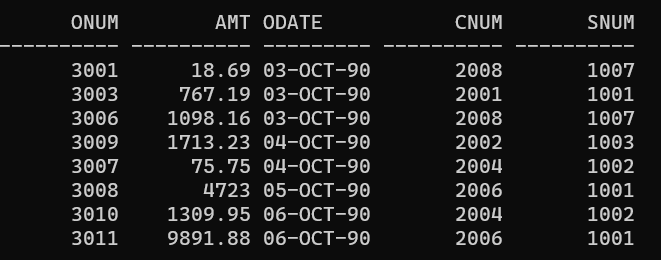 ONUM AMT ODATE CNUM SNUM
---------- ---------- --------- ---------- ----------
3001 18.69 03-OCT-90 2008 1007
3003 767.19 03-OCT-90 2001 1001
3006 1098.16 03-OCT-90 2008 1007
3009 1713.23 04-OCT-90 2002 1003
3007 75.75 04-OCT-90 2004 1002
3008 4723 05-OCT-90 2006 1001
3010 1309.95 06-OCT-90 2004 1002
3011 9891.88 06-OCT-90 2006 1001